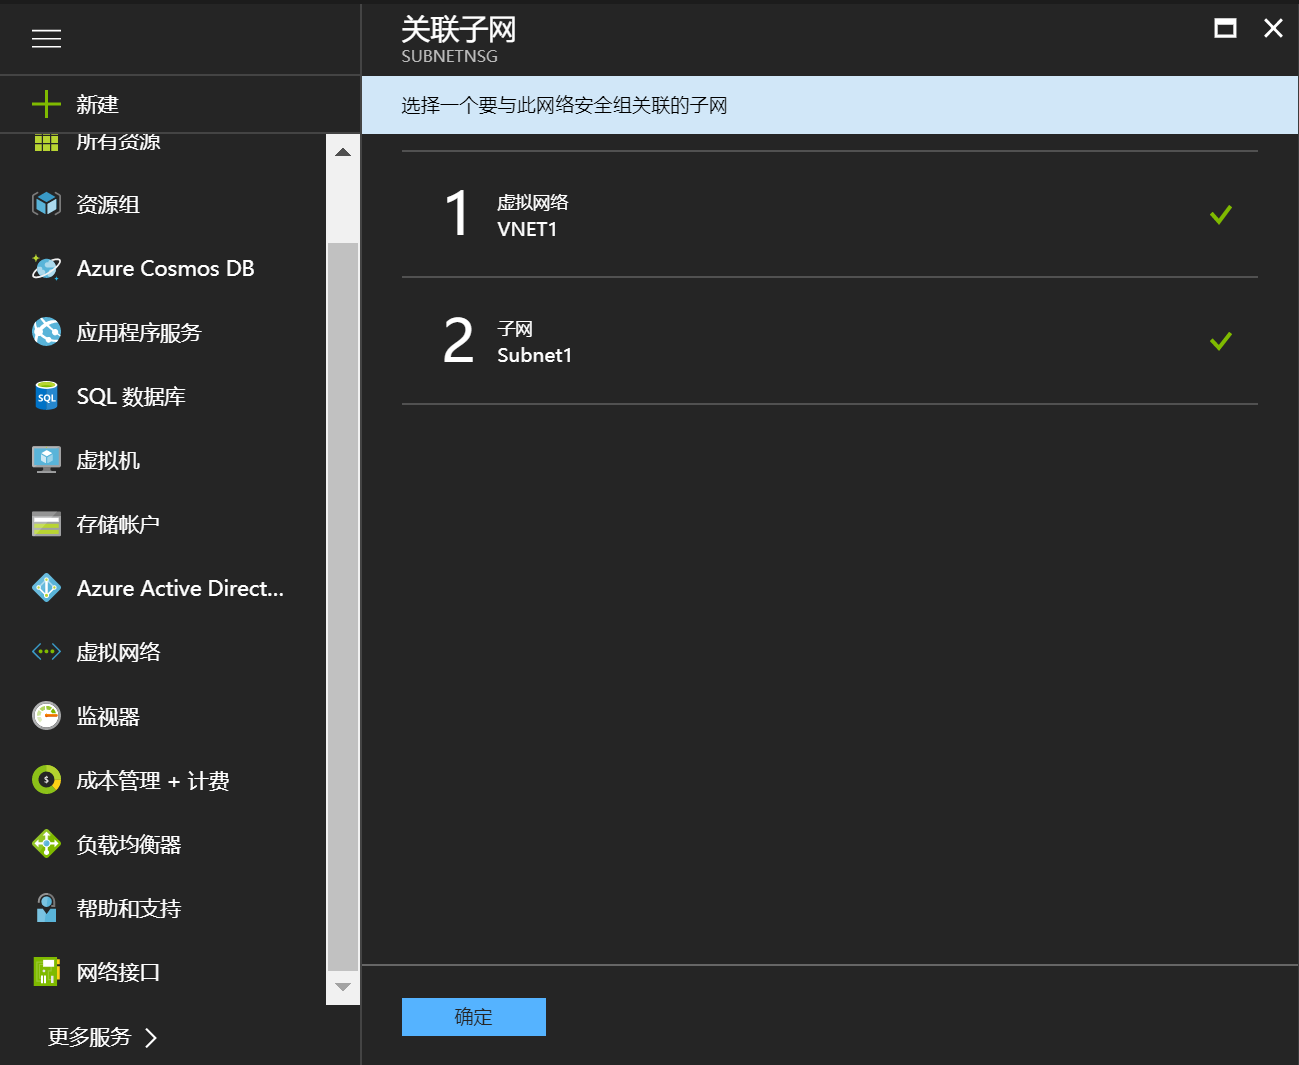 关联子网
SUBNETNSG
新建
选择一个要与此网络安全组关联的子网
所有资源
资源组
Azure Cosmos DB
应用程序服务
SQL 数据库
虚拟机
存储帐户
Azure Active Direct...
虚拟网络
监视器
成本管理 + 计费
负载均衡器
帮助和支持
网络接口
更多服务
1
虚拟网络
VNET1
2
子网
Subnet1
确定